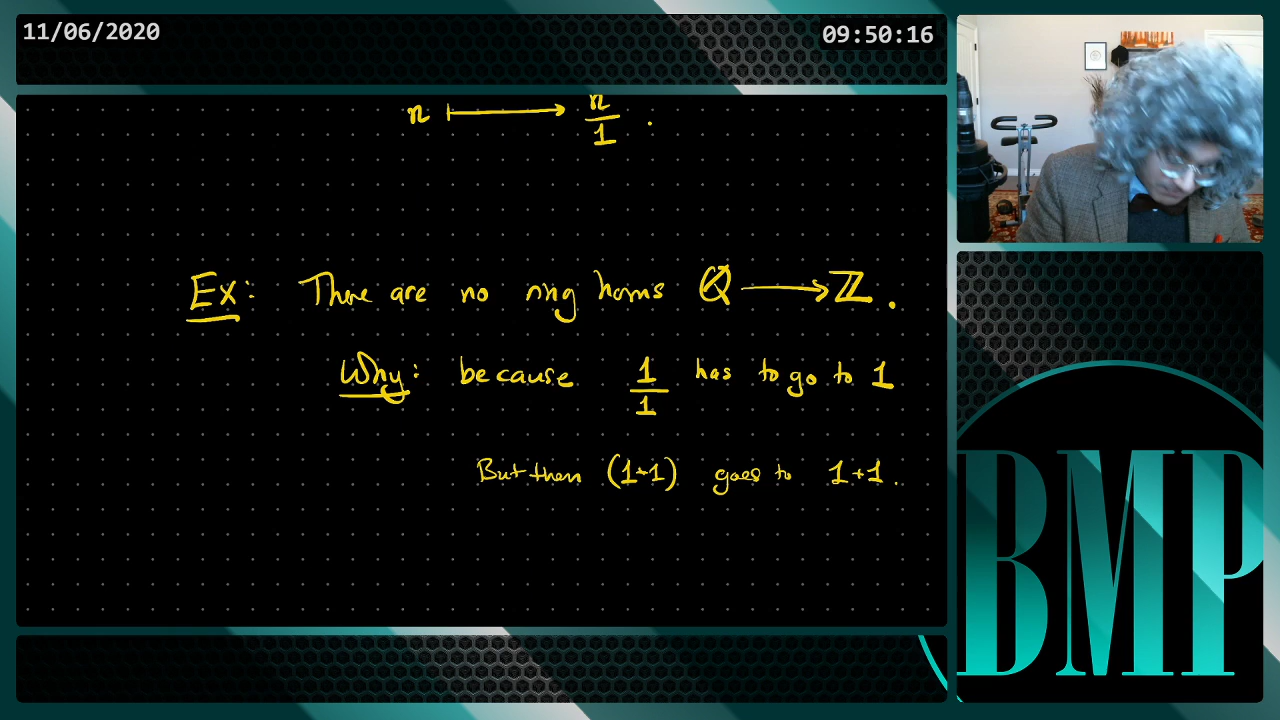 11/06/2020
09:50:16
n ⟼ n/1 .
Ex: There are no ring homs ℚ ⟶ ℤ.
Why: because 1/1 has to go to 1
But then (1+1) goes to 1+1.
BMP